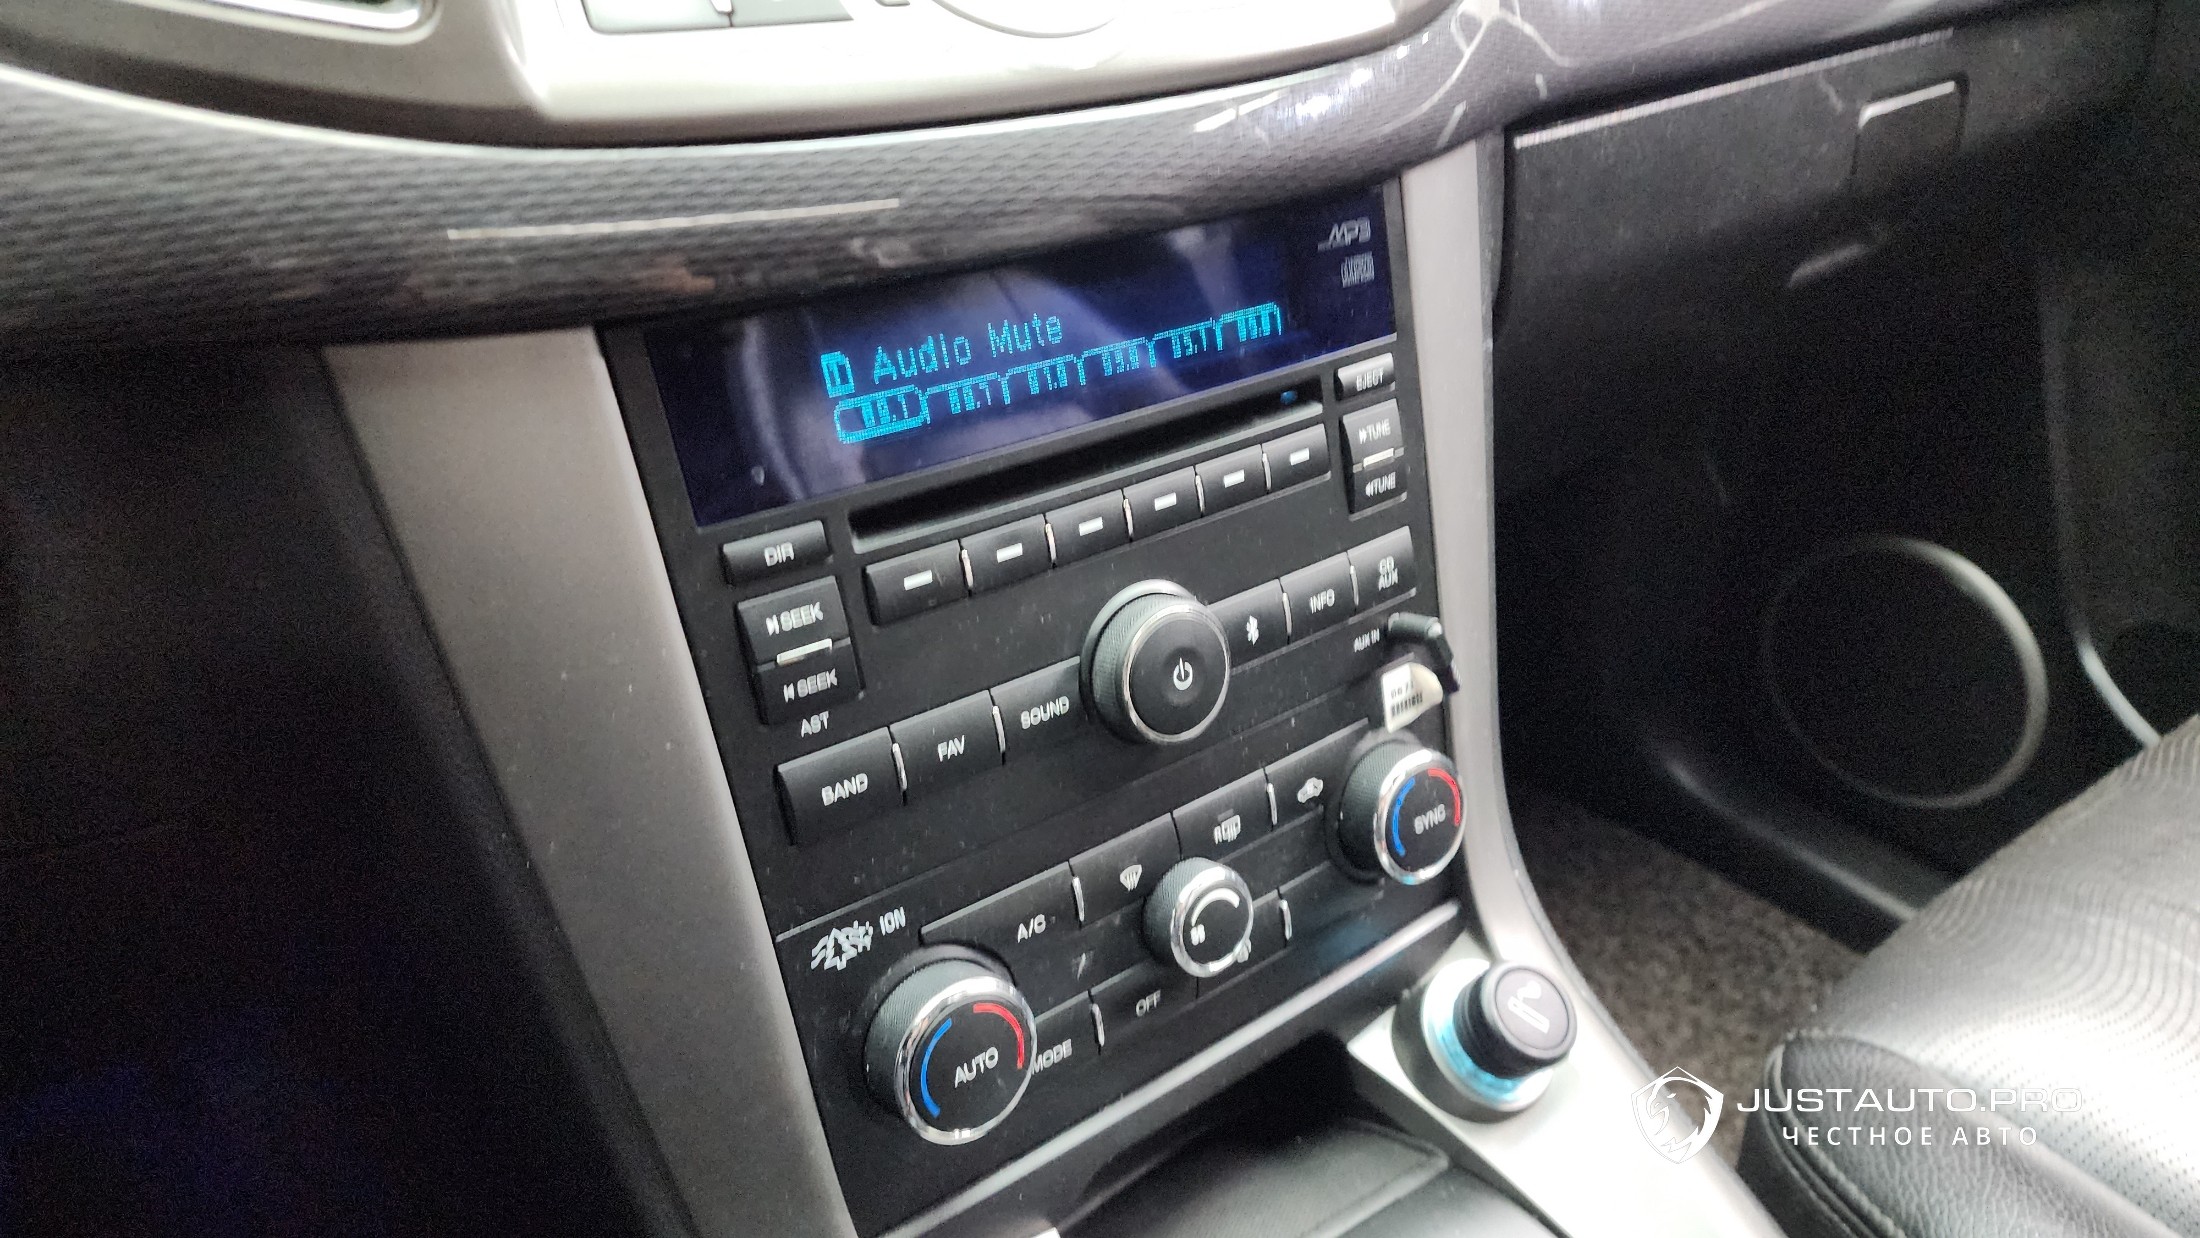 MP3
Audio Mute
EJECT
TUNE
TUNE
DIR
SEEK
SEEK
AST
INFO
CD
AUX
AUX IN
BAND
FAV
SOUND
SYNC
ION
A/C
AUTO
MODE
OFF
JUSTAUTO.PRO
ЧЕСТНОЕ АВТО